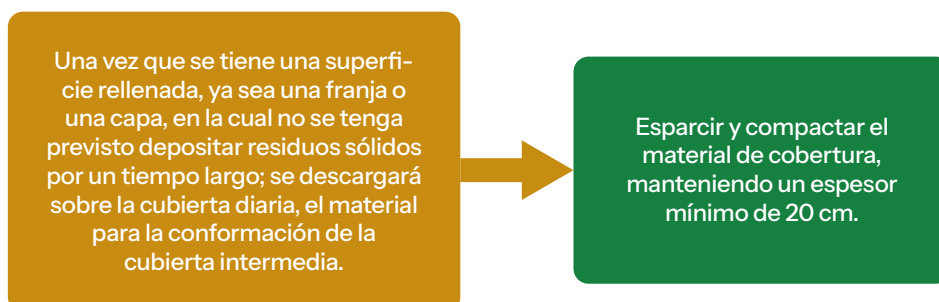 Una vez que se tiene una superfi-
cie rellenada, ya sea una franja o
una capa, en la cual no se tenga
previsto depositar residuos sólidos
por un tiempo largo; se descargará
sobre la cubierta diaria, el material
para la conformación de la
cubierta intermedia.
Esparcir y compactar el
material de cobertura,
manteniendo un espesor
mínimo de 20 cm.